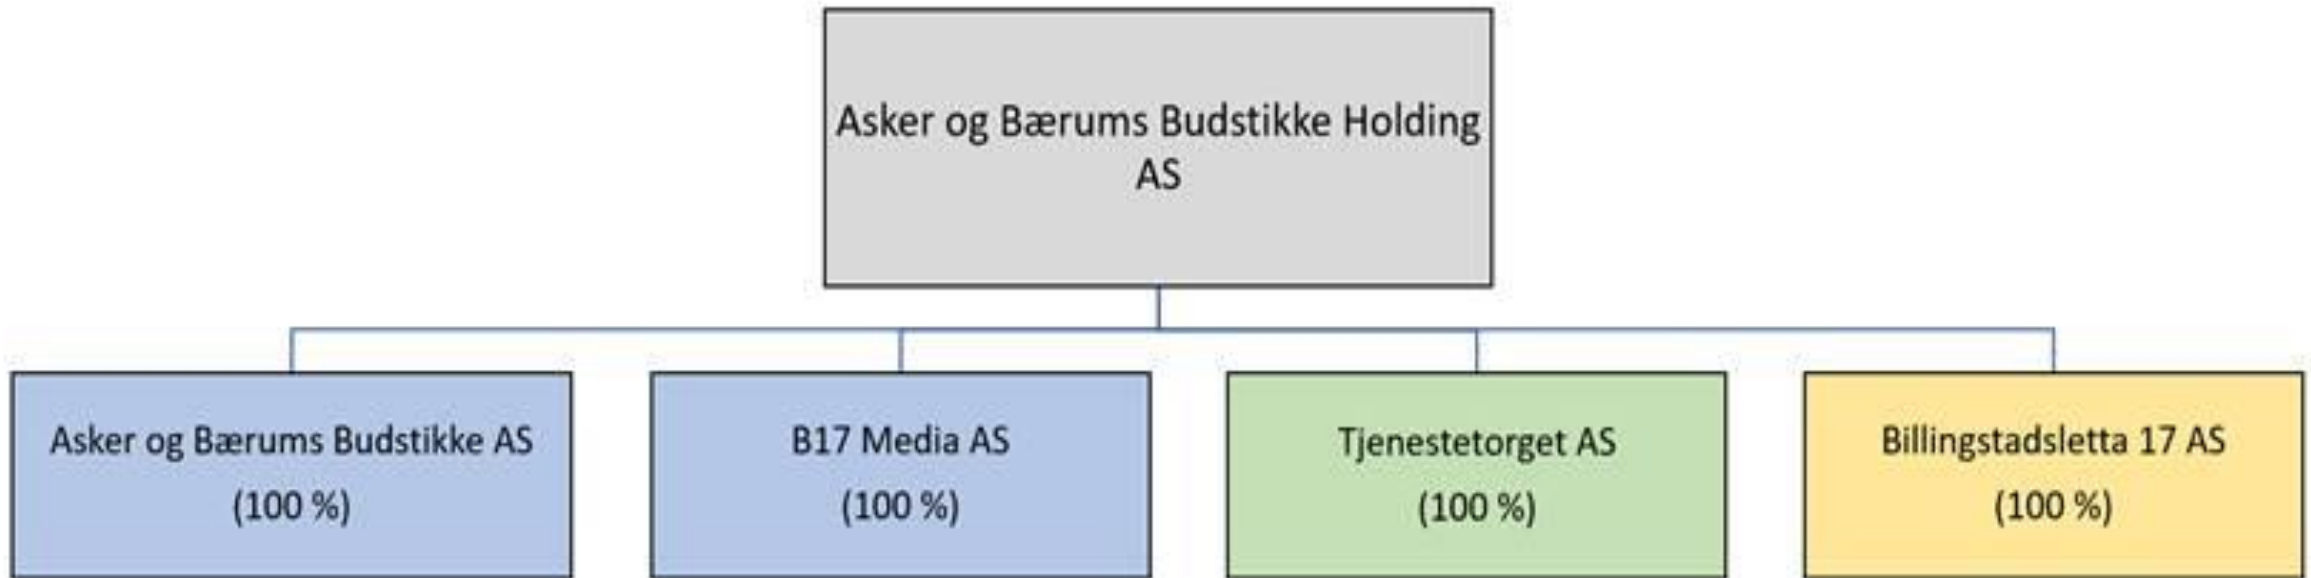 Asker og Bærums Budstikke Holding
AS
Asker og Bærums Budstikke AS
(100 %)
B17 Media AS
(100 %)
Tjenestetorget AS
(100 %)
Billingstadsletta 17 AS
(100 %)